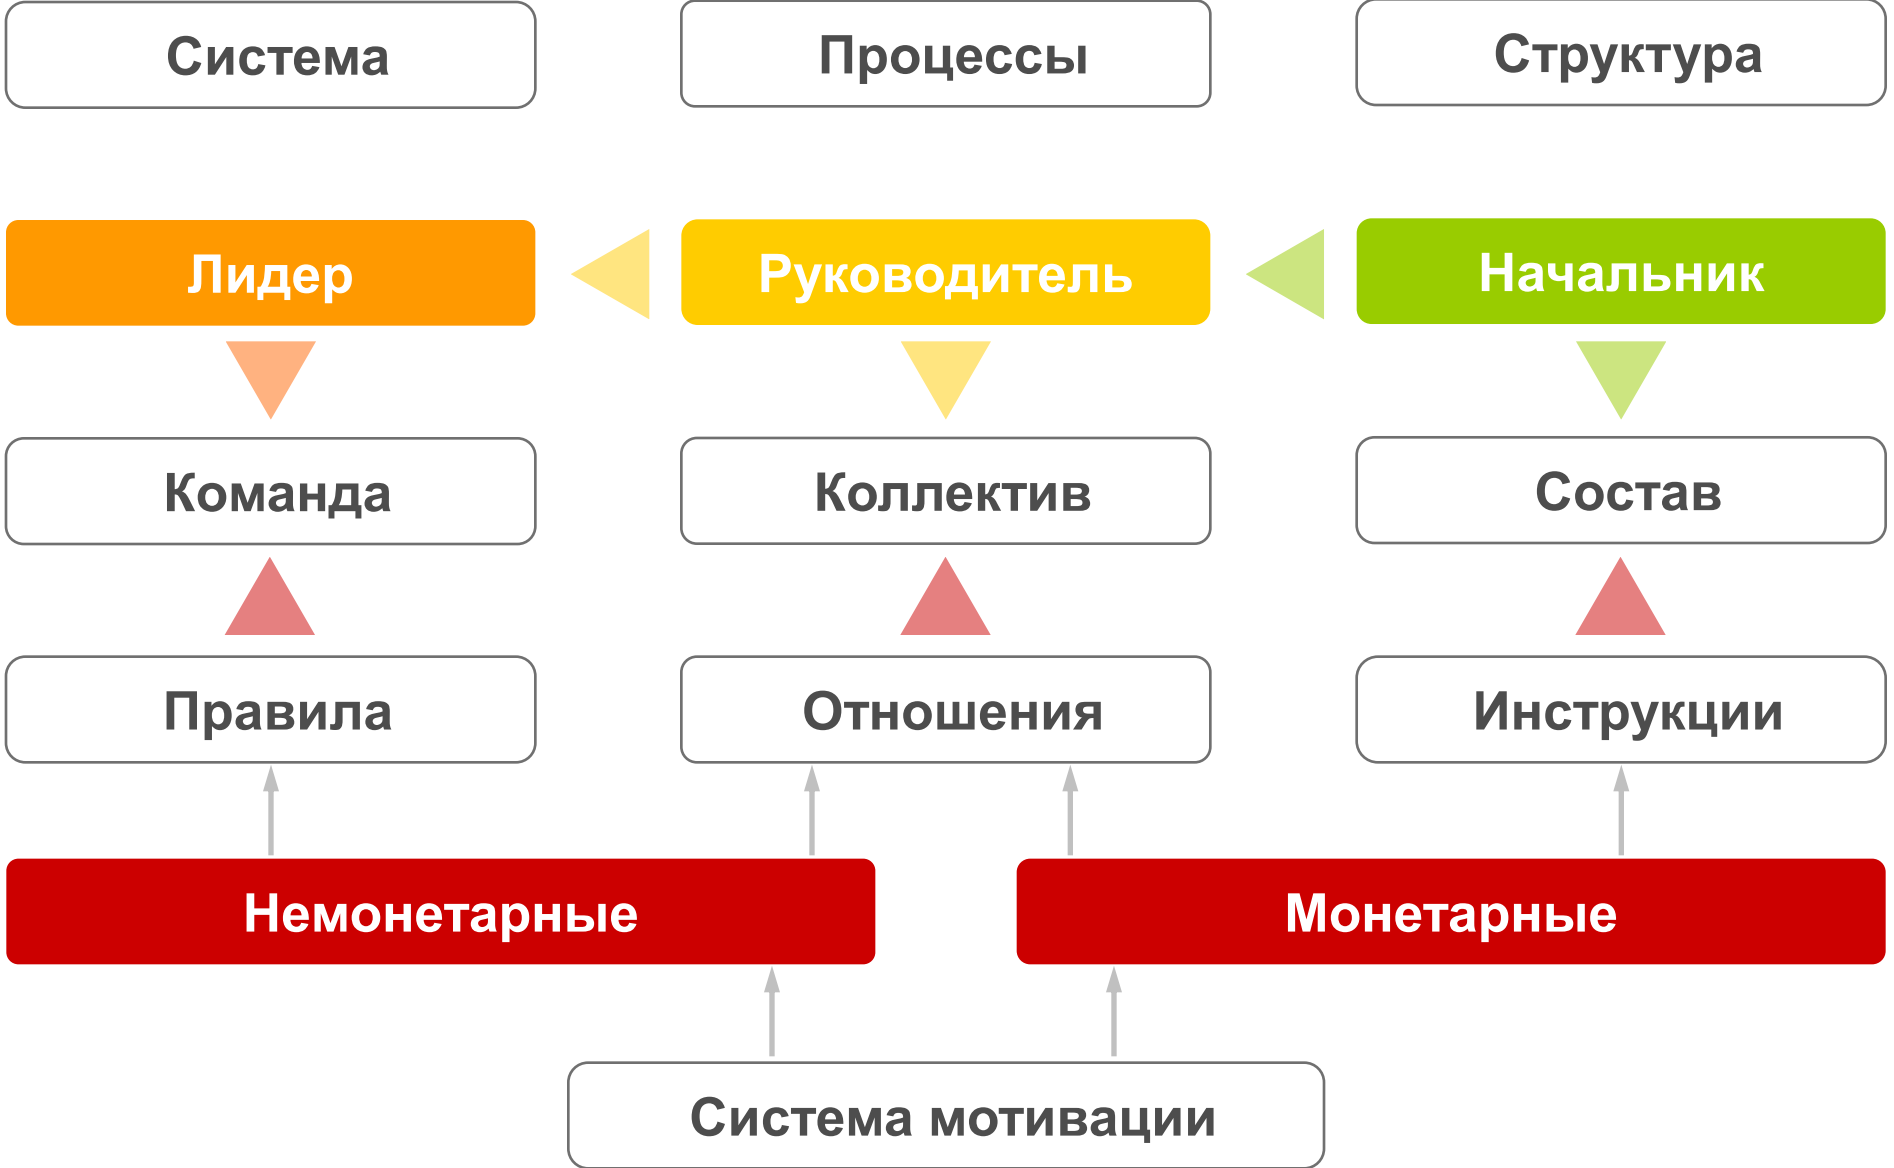 Система
Процессы
Структура
Лидер
Руководитель
Начальник
Команда
Коллектив
Состав
Правила
Отношения
Инструкции
Немонетарные
Монетарные
Система мотивации